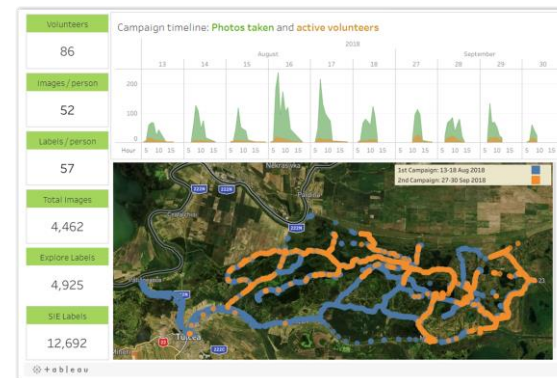 Volunteers
86
Images / person
52
Labels / person
57
Total Images
4,462
Explore Labels
4,925
SIE Labels
12,692
Campaign timeline: Photos taken and active volunteers
2018
August
September
13 14 15 16 17 18 27 28 29 30
200
100
0
Hour 5 10 15 5 10 15 5 10 15 5 10 15 5 10 15 5 10 15 5 10 15 5 10 15 5 10 15 5 10 15
1st Campaign: 13-18 Aug 2018
2nd Campaign: 27-30 Sep 2018
222N
222N
Tulcea
+ableau